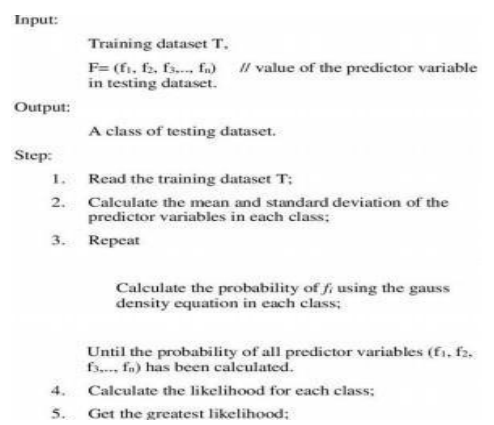 Input:
Training dataset T,
F= (f1, f2, f3,.., fn) // value of the predictor variable
in testing dataset.
Output:
A class of testing dataset.
Step:
1. Read the training dataset T;
2. Calculate the mean and standard deviation of the
predictor variables in each class;
3. Repeat
Calculate the probability of fi using the gauss
density equation in each class;
Until the probability of all predictor variables (f1, f2,
f3,.., fn) has been calculated.
4. Calculate the likelihood for each class;
5. Get the greatest likelihood;